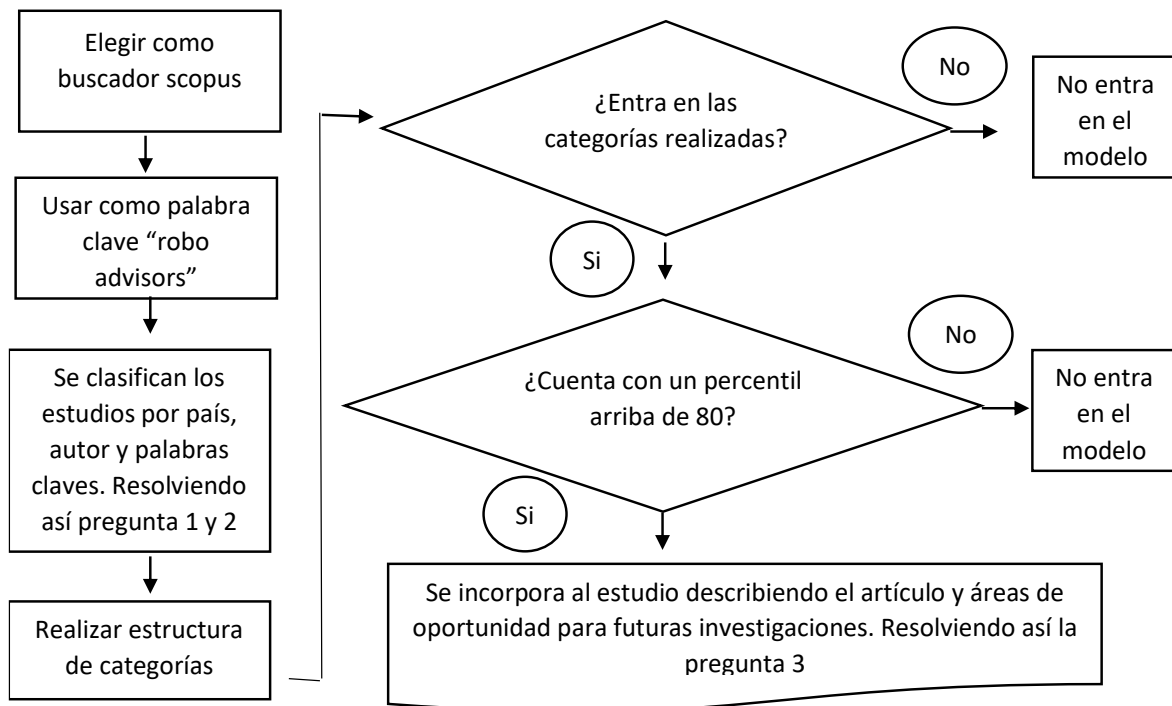 Elegir como
buscador scopus
Usar como palabra
clave “robo
advisors”
Se clasifican los
estudios por país,
autor y palabras
claves. Resolviendo
así pregunta 1 y 2
Realizar estructura
de categorías
¿Entra en las
categorías realizadas?
No
No entra
en el
modelo
Si
¿Cuenta con un percentil
arriba de 80?
No
No entra
en el
modelo
Si
Se incorpora al estudio describiendo el artículo y áreas de
oportunidad para futuras investigaciones. Resolviendo así la
pregunta 3